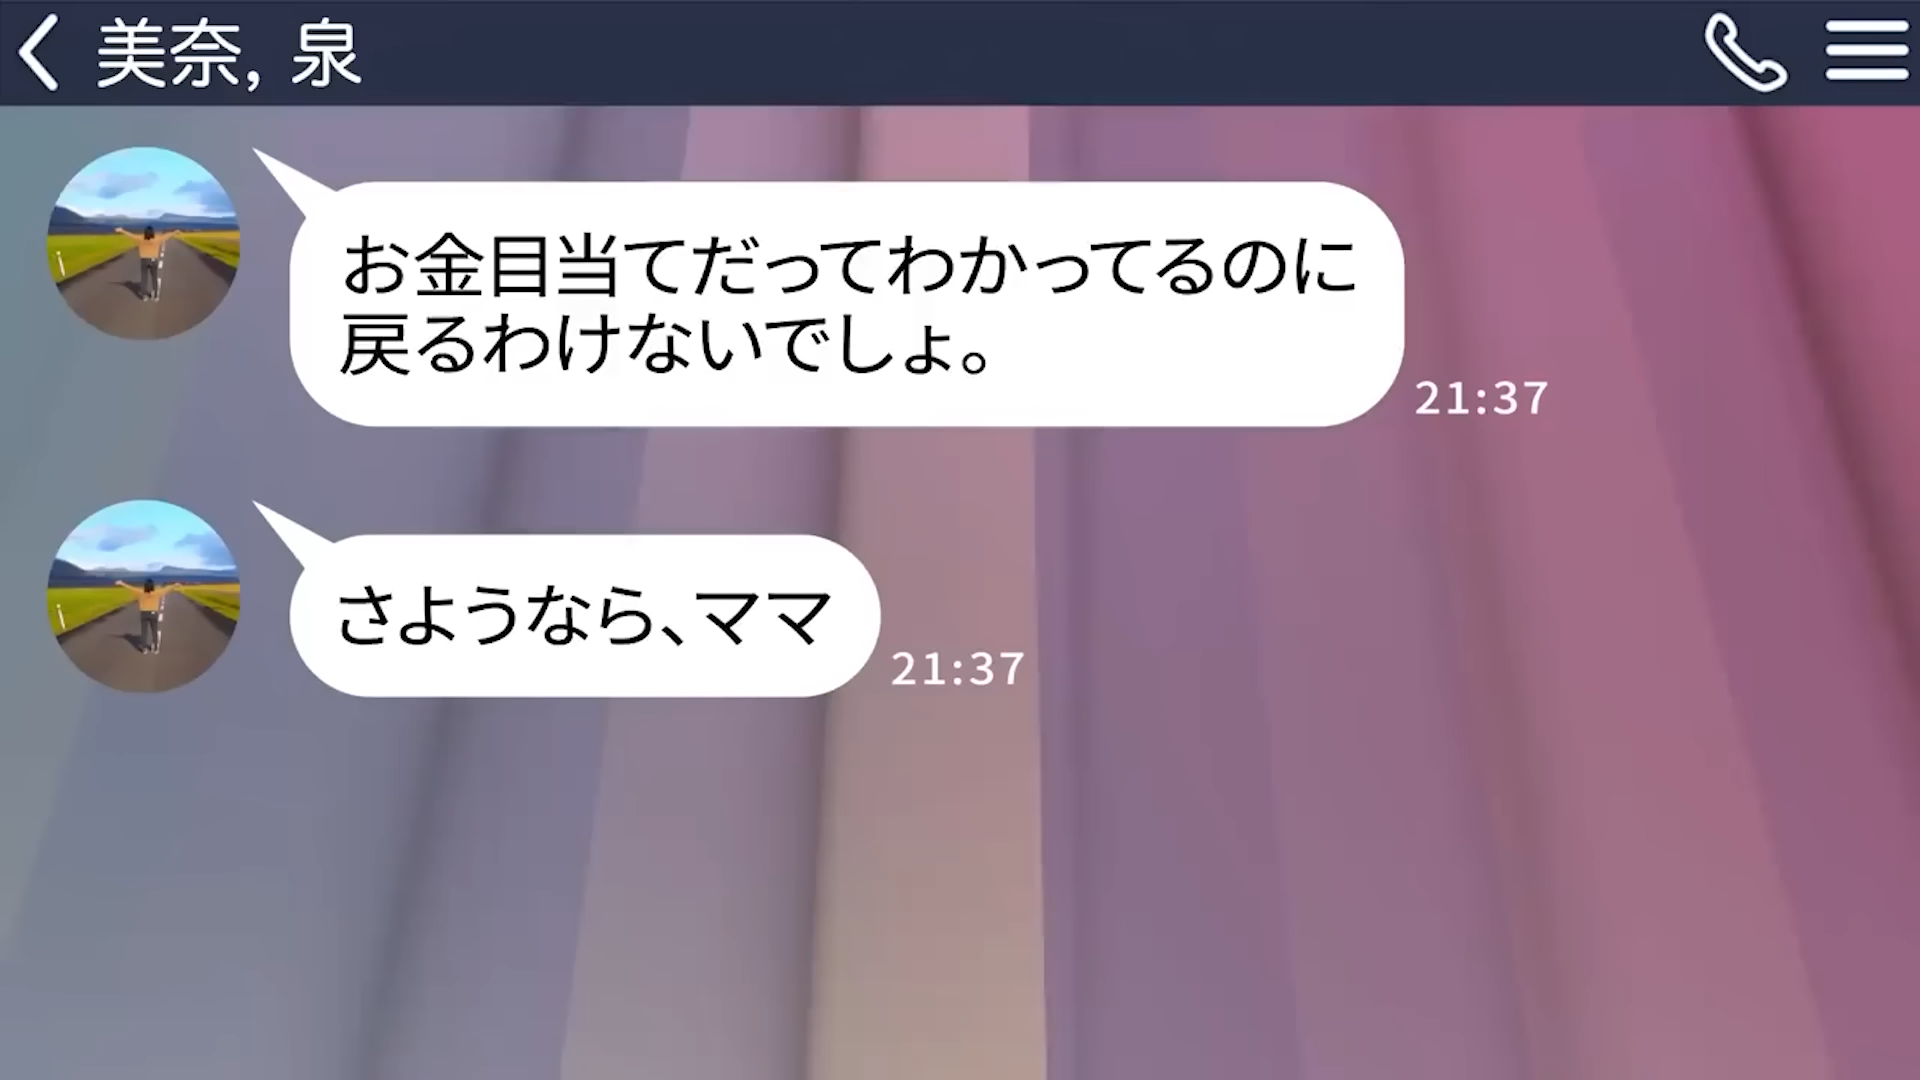 美奈, 泉
お金目当てだってわかってるのに
戻るわけないでしょ。
21:37
さようなら、ママ
21:37